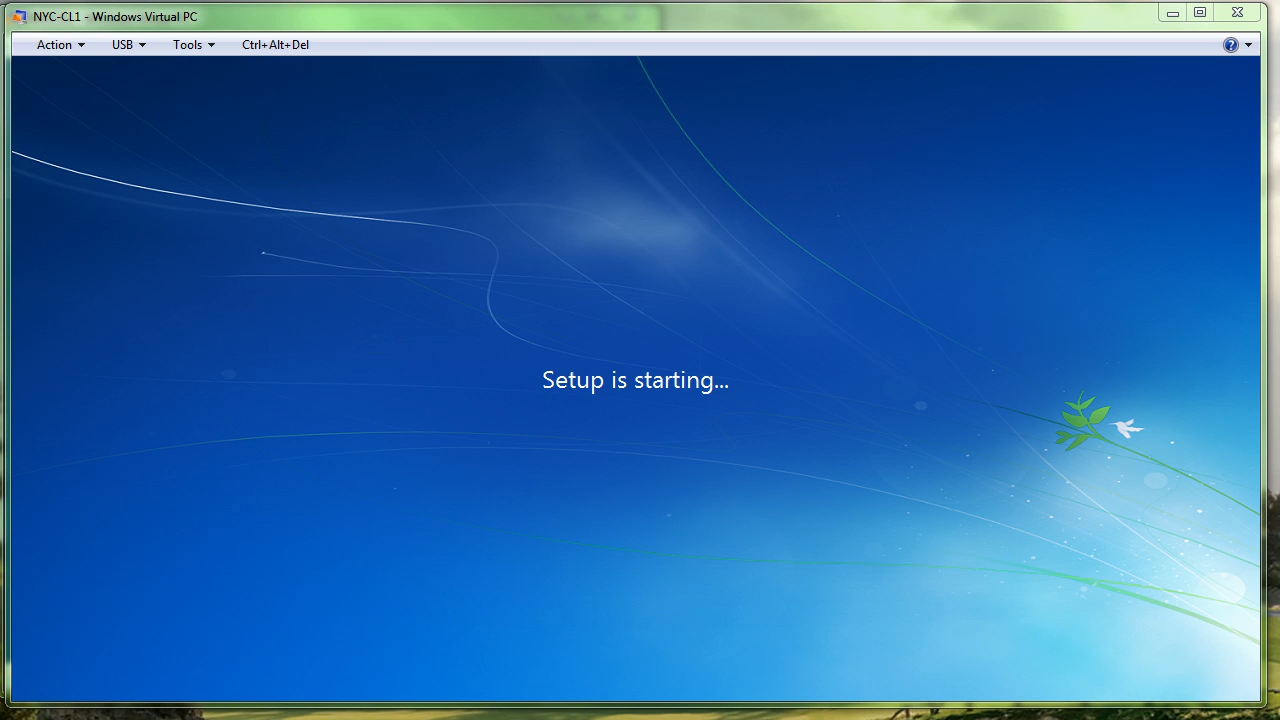 NYC-CL1 - Windows Virtual PC
Action USB Tools Ctrl+Alt+Del ?
Setup is starting...